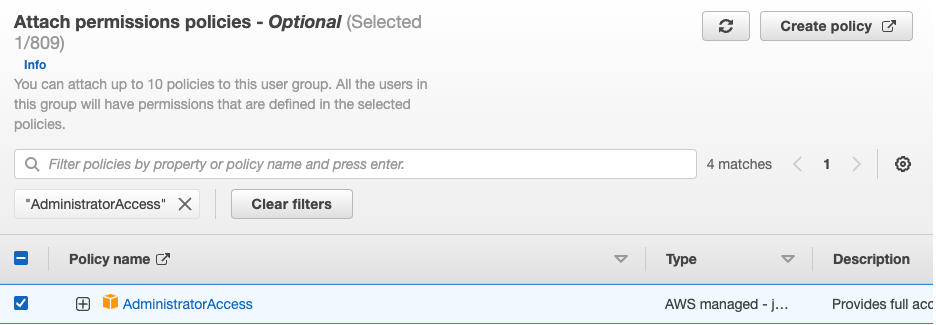 Attach permissions policies - Optional (Selected
1/809)
Info
You can attach up to 10 policies to this user group. All the users in
this group will have permissions that are defined in the selected
policies.
Create policy
Filter policies by property or policy name and press enter.
4 matches
1
"AdministratorAccess"
Clear filters
Policy name
Type
Description
AdministratorAccess
AWS managed - j…
Provides full acc